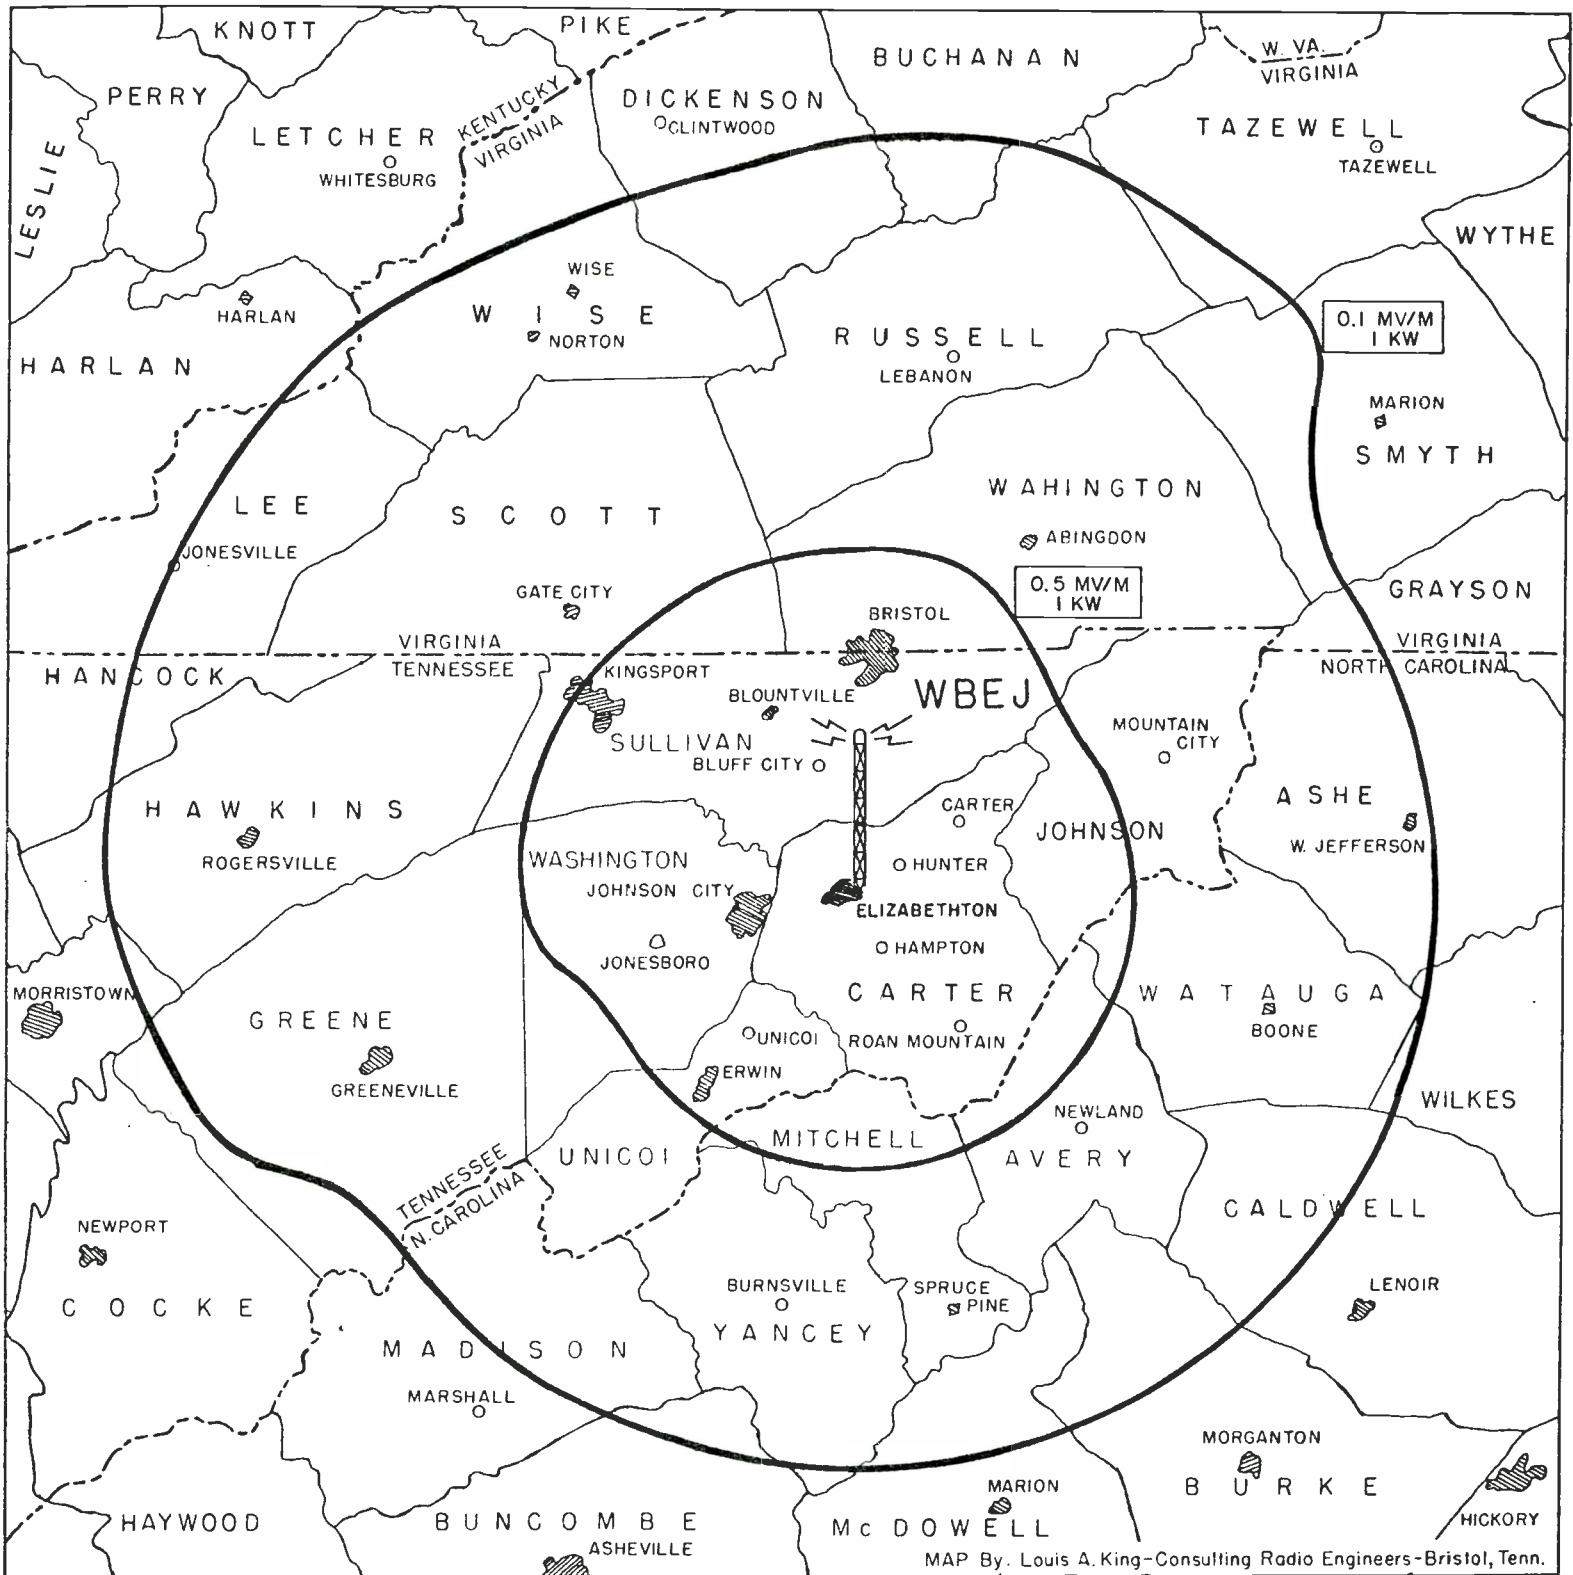 KNOTT
PIKE
BUCHANAN
W. VA.
VIRGINIA
PERRY
DICKENSON
CLINTWOOD
KENTUCKY
VIRGINIA
LETCHER
WHITESBURG
TAZEWELL
TAZEWELL
LESLIE
WYTHE
WISE
WISE
NORTON
HARLAN
HARLAN
RUSSELL
LEBANON
0.1 MV/M
1 KW
MARION
SMYTH
LEE
SCOTT
WAHINGTON
ABINGDON
JONESVILLE
GATE CITY
0.5 MV/M
1 KW
GRAYSON
BRISTOL
VIRGINIA
TENNESSEE
VIRGINIA
NORTH CAROLINA
HANCOCK
KINGSPORT
BLOUNTVILLE
WBEJ
MOUNTAIN
CITY
SULLIVAN
BLUFF CITY
HAWKINS
ROGERSVILLE
CARTER
JOHNSON
ASHE
W. JEFFERSON
WASHINGTON
JOHNSON CITY
HUNTER
ELIZABETHTON
JONESBORO
HAMPTON
MORRISTOWN
GREENE
GREENEVILLE
CARTER
WATAUGA
BOONE
UNICOI
ROAN MOUNTAIN
ERWIN
WILKES
NEWLAND
MITCHELL
AVERY
UNICOI
TENNESSEE
N. CAROLINA
CALDWELL
NEWPORT
COCKE
BURNSVILLE
YANCEY
SPRUCE
PINE
LENOIR
MADISON
MARSHALL
MORGANTON
BURKE
MARION
McDOWELL
HICKORY
HAYWOOD
BUNCOMBE
ASHEVILLE
MAP By. Louis A. King-Consulting Radio Engineers-Bristol, Tenn.